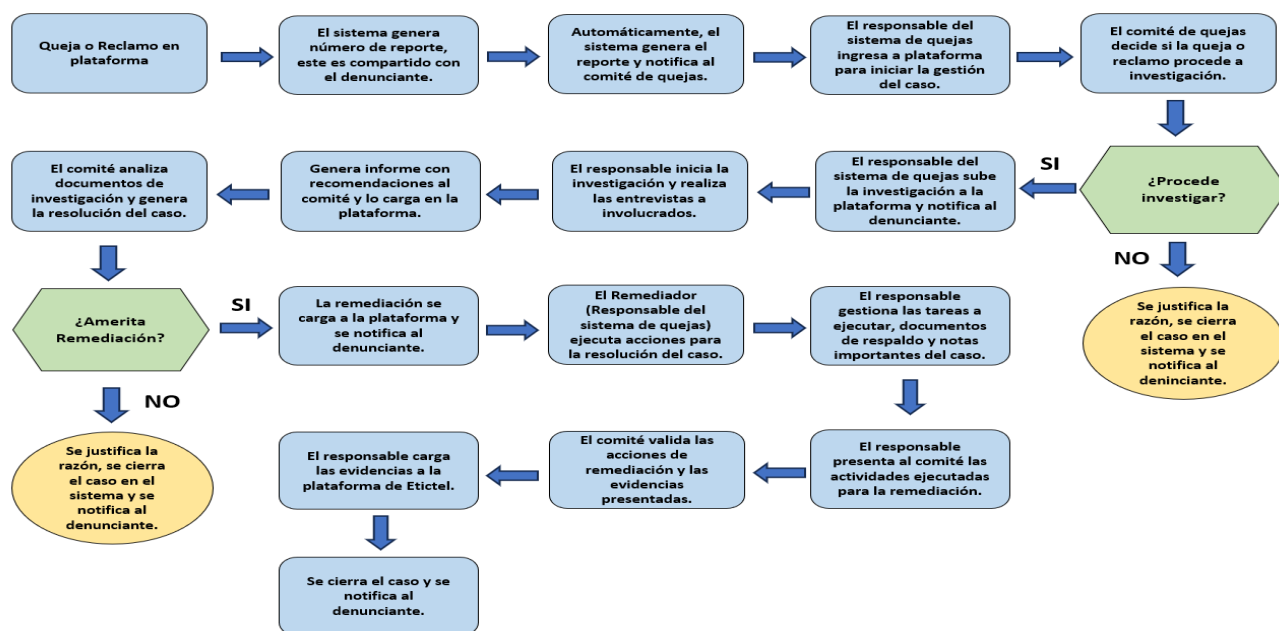 Queja o Reclamo en
plataforma
El sistema genera
número de reporte,
este es compartido con
el denunciante.
Automáticamente, el
sistema genera el
reporte y notifica al
comité de quejas.
El responsable del
sistema de quejas
ingresa a plataforma
para iniciar la gestión
del caso.
El comité de quejas
decide si la queja o
reclamo procede a
investigación.
¿Procede
investigar?
SI
El responsable del
sistema de quejas sube
la investigación a la
plataforma y notifica al
denunciante.
El responsable inicia la
investigación y realiza
las entrevistas a
involucrados.
Genera informe con
recomendaciones al
comité y lo carga en la
plataforma.
El comité analiza
documentos de
investigación y genera
la resolución del caso.
NO
Se justifica la
razón, se cierra
el caso en el
sistema y se
notifica al
deninciante.
¿Amerita
Remediación?
SI
La remediación se
carga a la plataforma y
se notifica al
denunciante.
El Remediador
(Responsable del
sistema de quejas)
ejecuta acciones para
la resolución del caso.
El responsable
gestiona las tareas a
ejecutar, documentos
de respaldo y notas
importantes del caso.
NO
Se justifica la
razón, se cierra
el caso en el
sistema y se
notifica al
denunciante.
El responsable
presenta al comité las
actividades ejecutadas
para la remediación.
El comité valida las
acciones de
remediación y las
evidencias
presentadas.
El responsable carga
las evidencias a la
plataforma de Etictel.
Se cierra el caso y se
notifica al
denunciante.